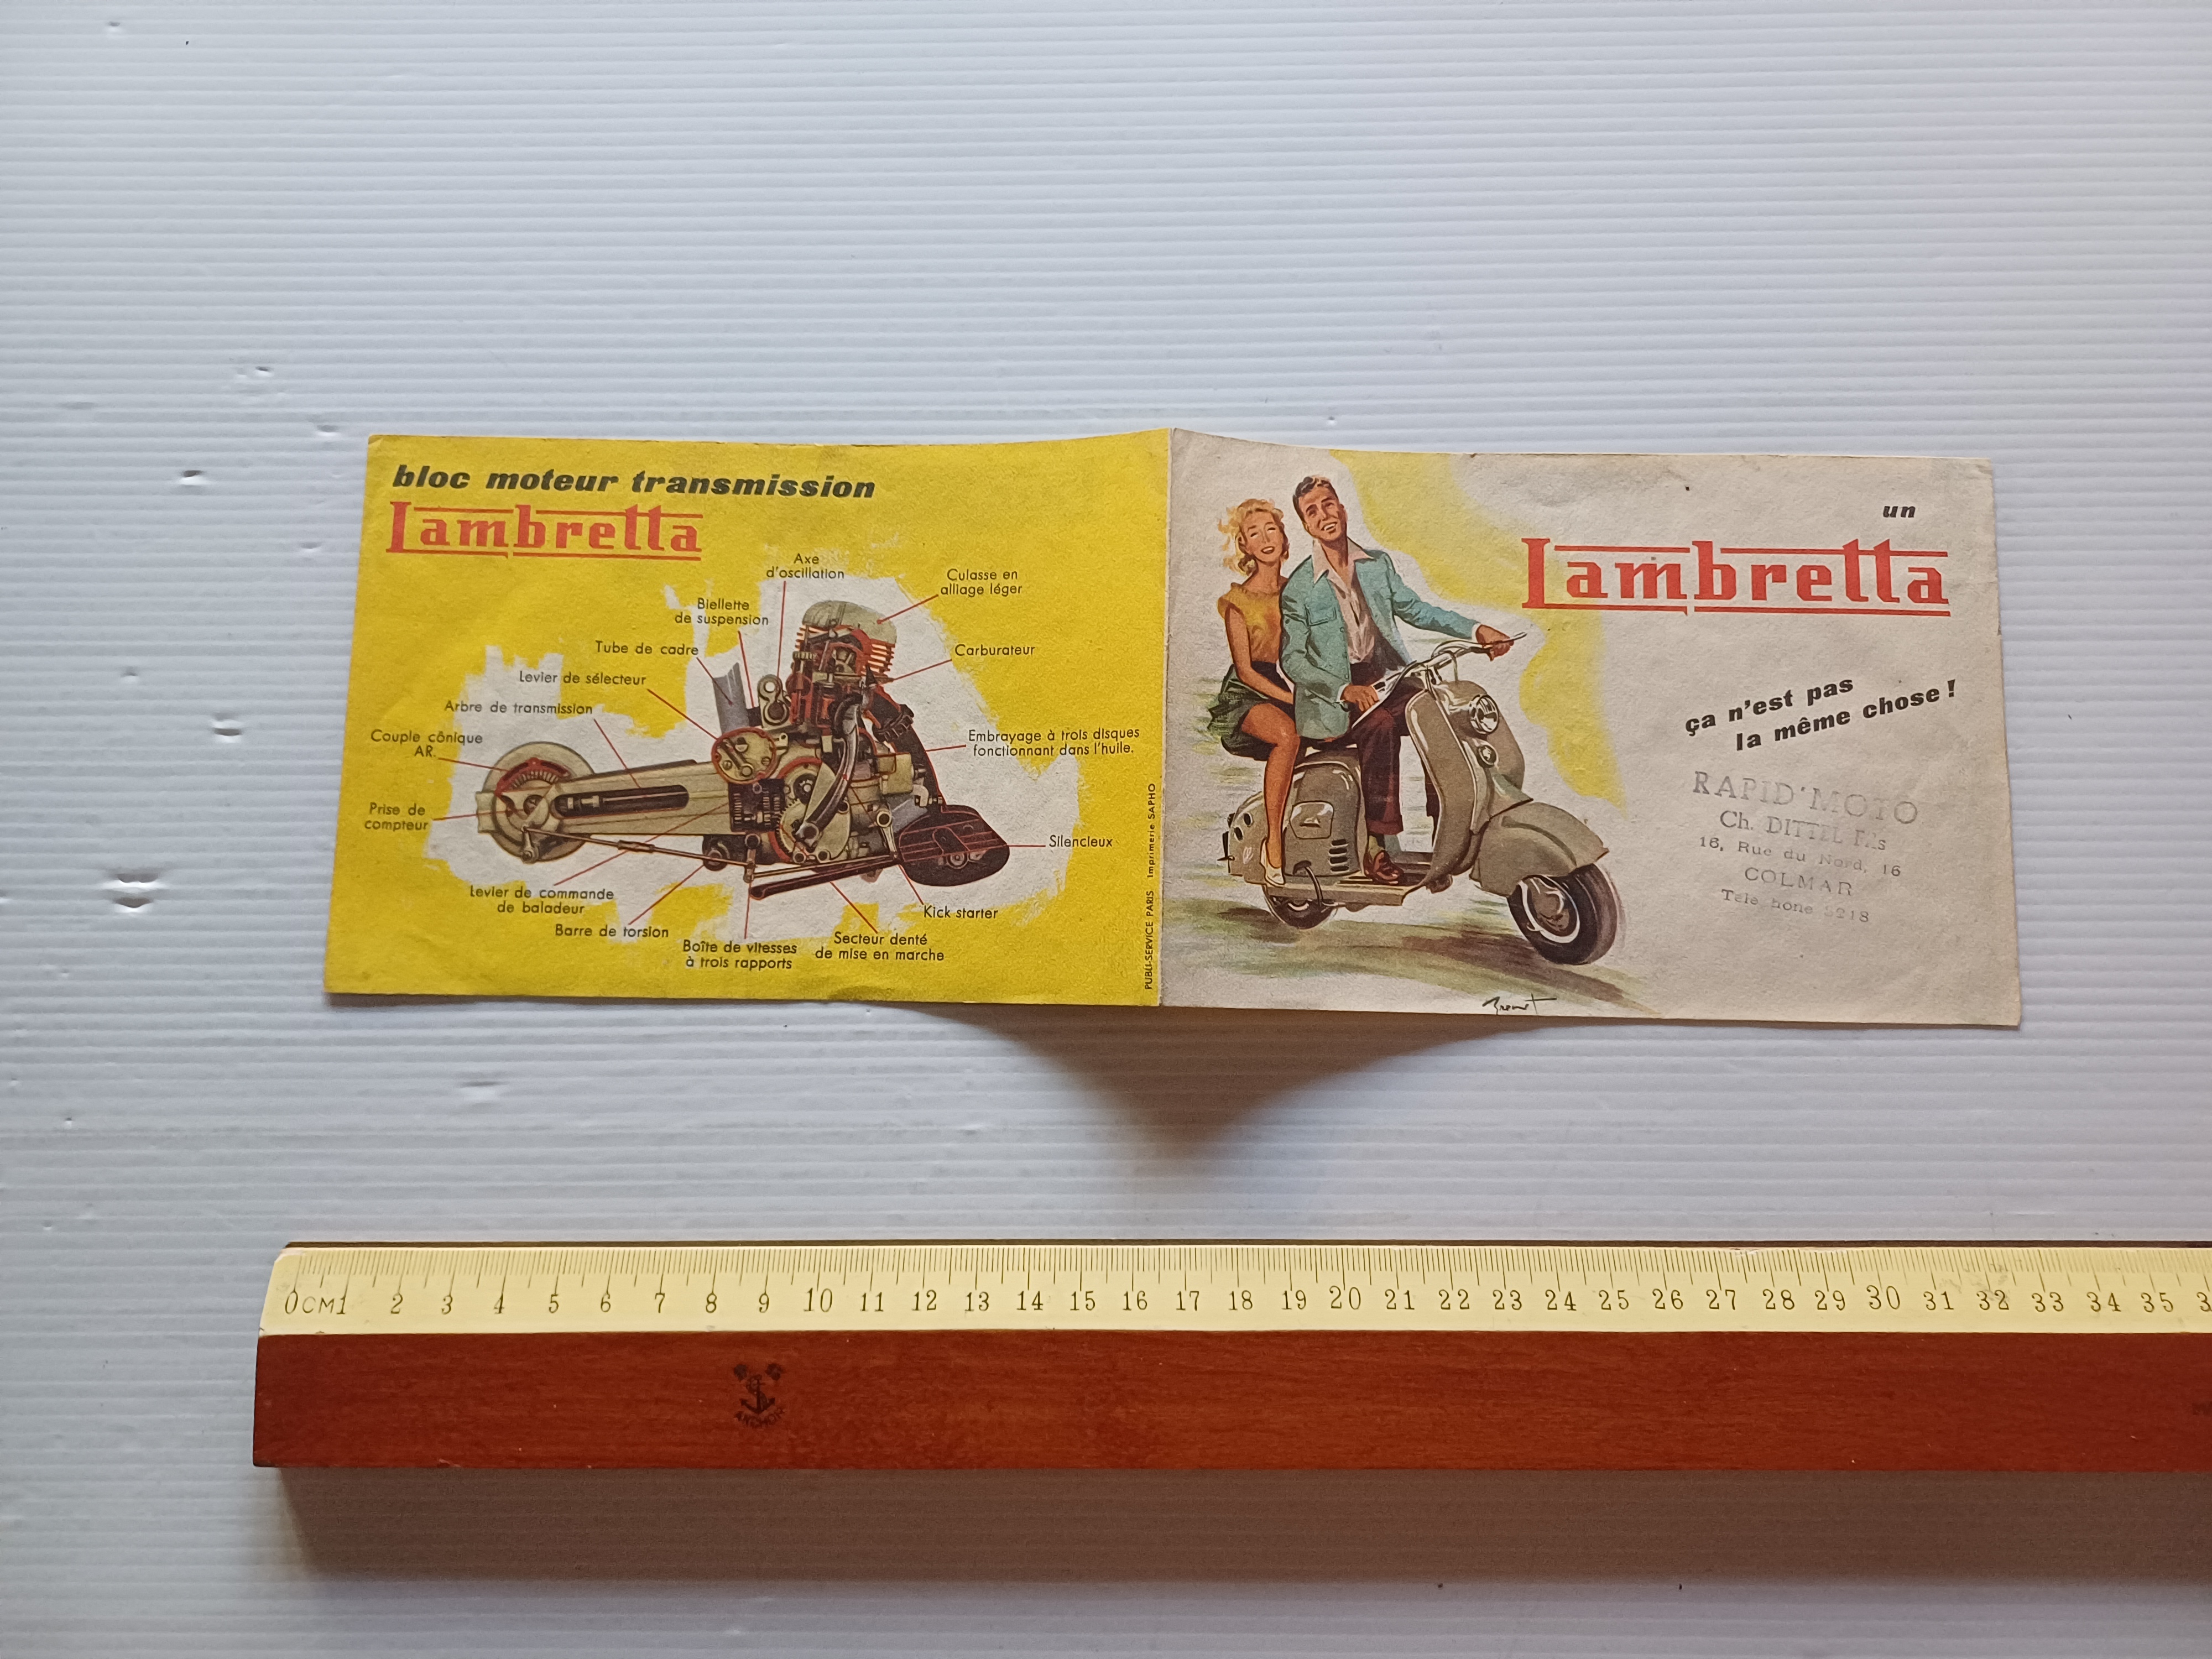 bloc moteur transmission
Lambretta
Axe
d'oscillation
Culasse en
alliage léger
Biellette
de suspension
Tube de cadre
Carburateur
Levier de sélecteur
Arbre de transmission
Couple cônique
AR.
Embrayage à trois disques
fonctionnant dans l'huile.
Prise de
compteur
Silencieux
Levier de commande
de baladeur
Kick starter
Barre de torsion
Boîte de vitesses
à trois rapports
Secteur denté
de mise en marche
PUBLI-SERVICE PARIS Imprimerie SAPHO
un
Lambretta
ça n'est pas
la même chose !
RAPID'MOTO
Ch. DITTEL Fils
16, Rue du Nord, 16
COLMAR
Téléphone 218
0CM1 2 3 4 5 6 7 8 9 10 11 12 13 14 15 16 17 18 19 20 21 22 23 24 25 26 27 28 29 30 31 32 33 34 35 3
ANCHOR